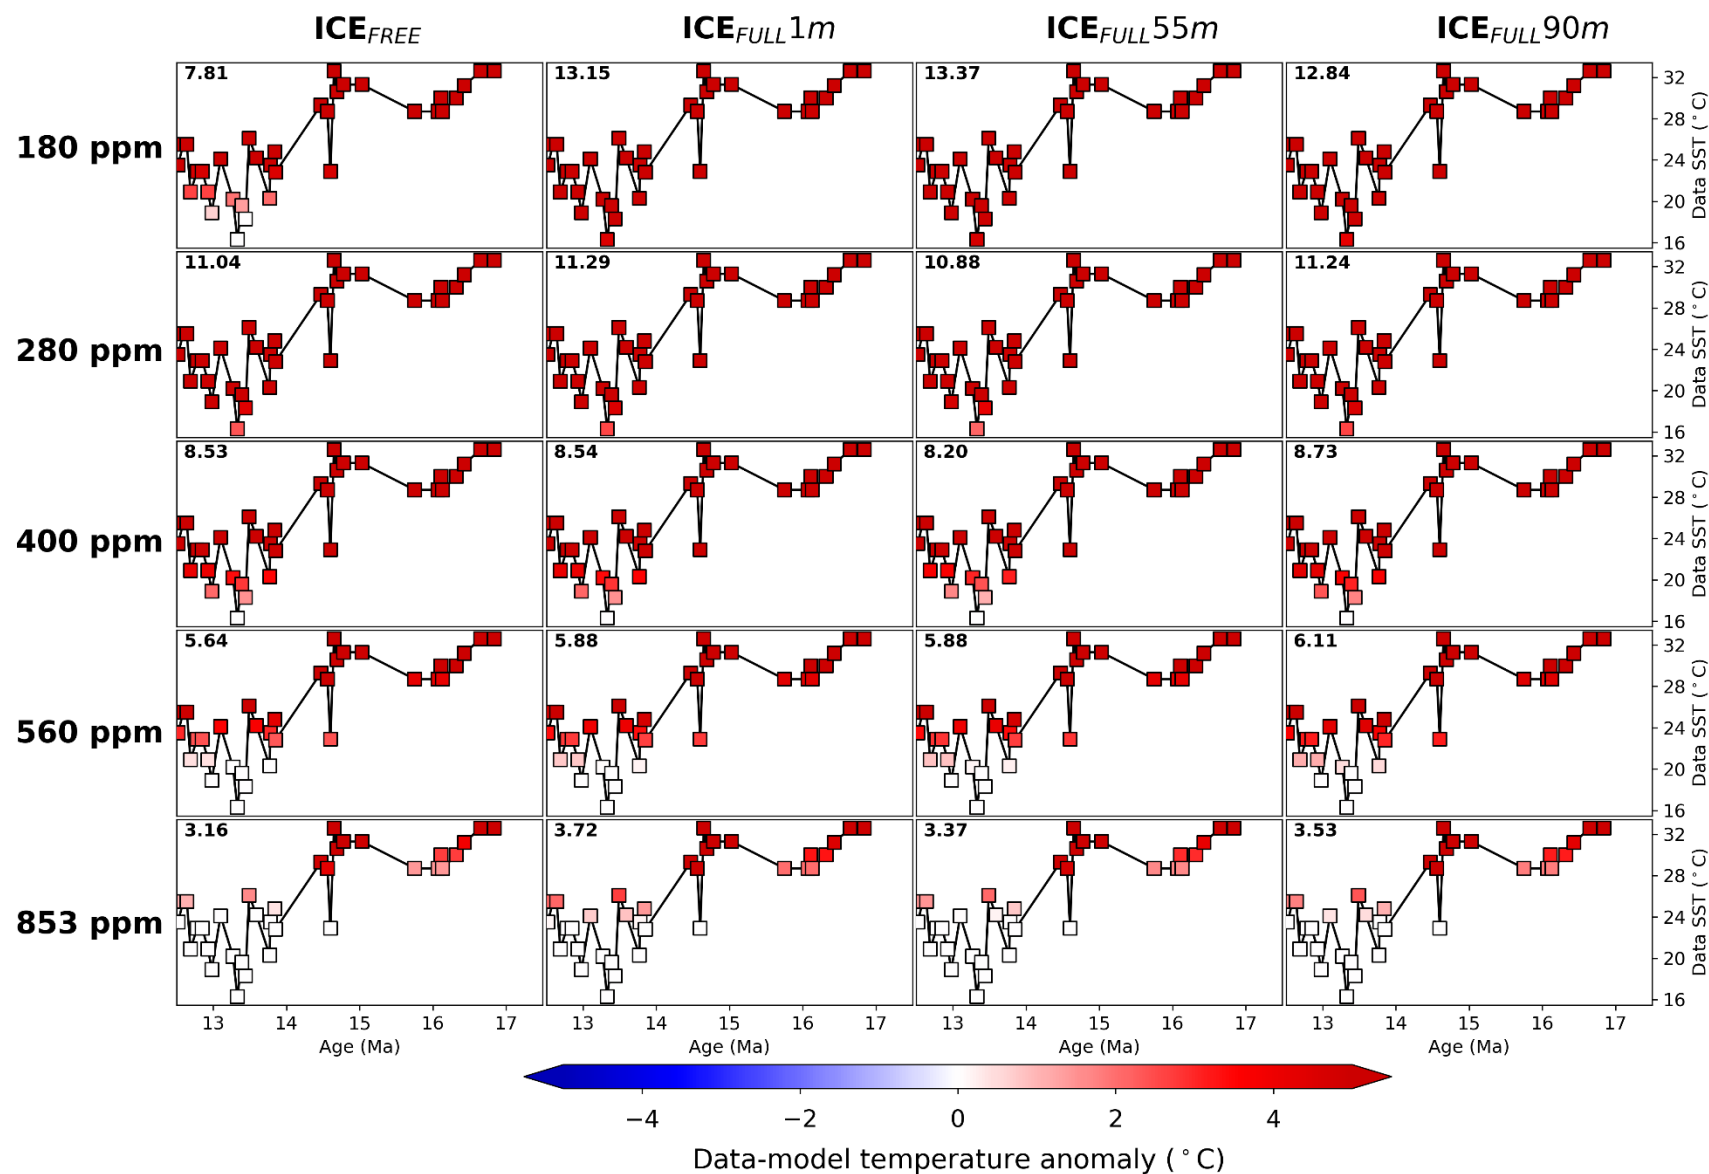 ICE_FREE ICE_FULL1m ICE_FULL55m ICE_FULL90m
180 ppm
7.81 13.15 13.37 12.84
32
28
24
20
16
Data SST (°C)
280 ppm
11.04 11.29 10.88 11.24
32
28
24
20
16
Data SST (°C)
400 ppm
8.53 8.54 8.20 8.73
32
28
24
20
16
Data SST (°C)
560 ppm
5.64 5.88 5.88 6.11
32
28
24
20
16
Data SST (°C)
853 ppm
3.16 3.72 3.37 3.53
32
28
24
20
16
Data SST (°C)
13 14 15 16 17 13 14 15 16 17 13 14 15 16 17 13 14 15 16 17
Age (Ma) Age (Ma) Age (Ma) Age (Ma)
−4 −2 0 2 4
Data-model temperature anomaly (°C)